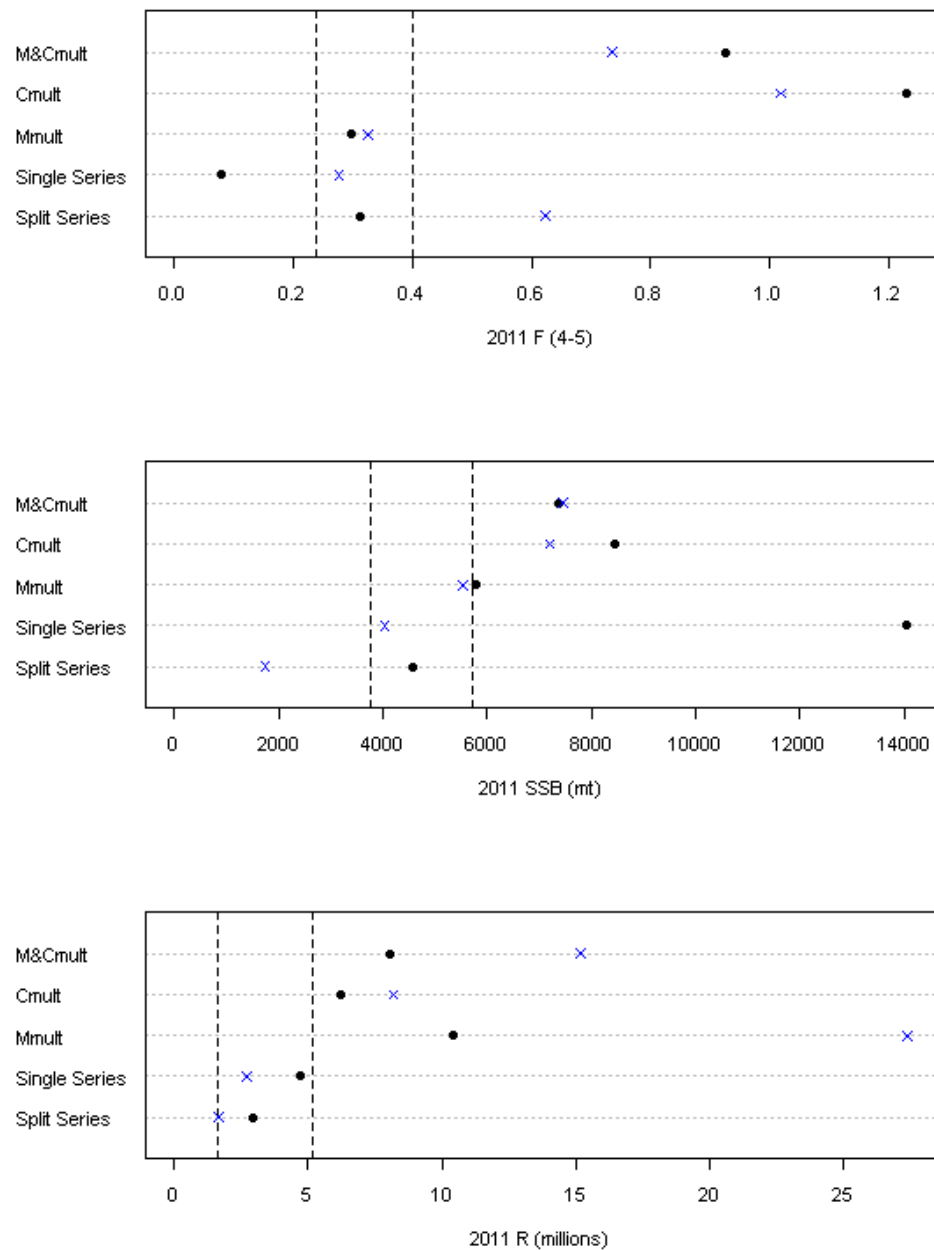 M&Cmult
Cmult
Mmult
Single Series
Split Series
0.0 0.2 0.4 0.6 0.8 1.0 1.2
2011 F (4-5)
M&Cmult
Cmult
Mmult
Single Series
Split Series
0 2000 4000 6000 8000 10000 12000 14000
2011 SSB (mt)
M&Cmult
Cmult
Mmult
Single Series
Split Series
0 5 10 15 20 25
2011 R (millions)